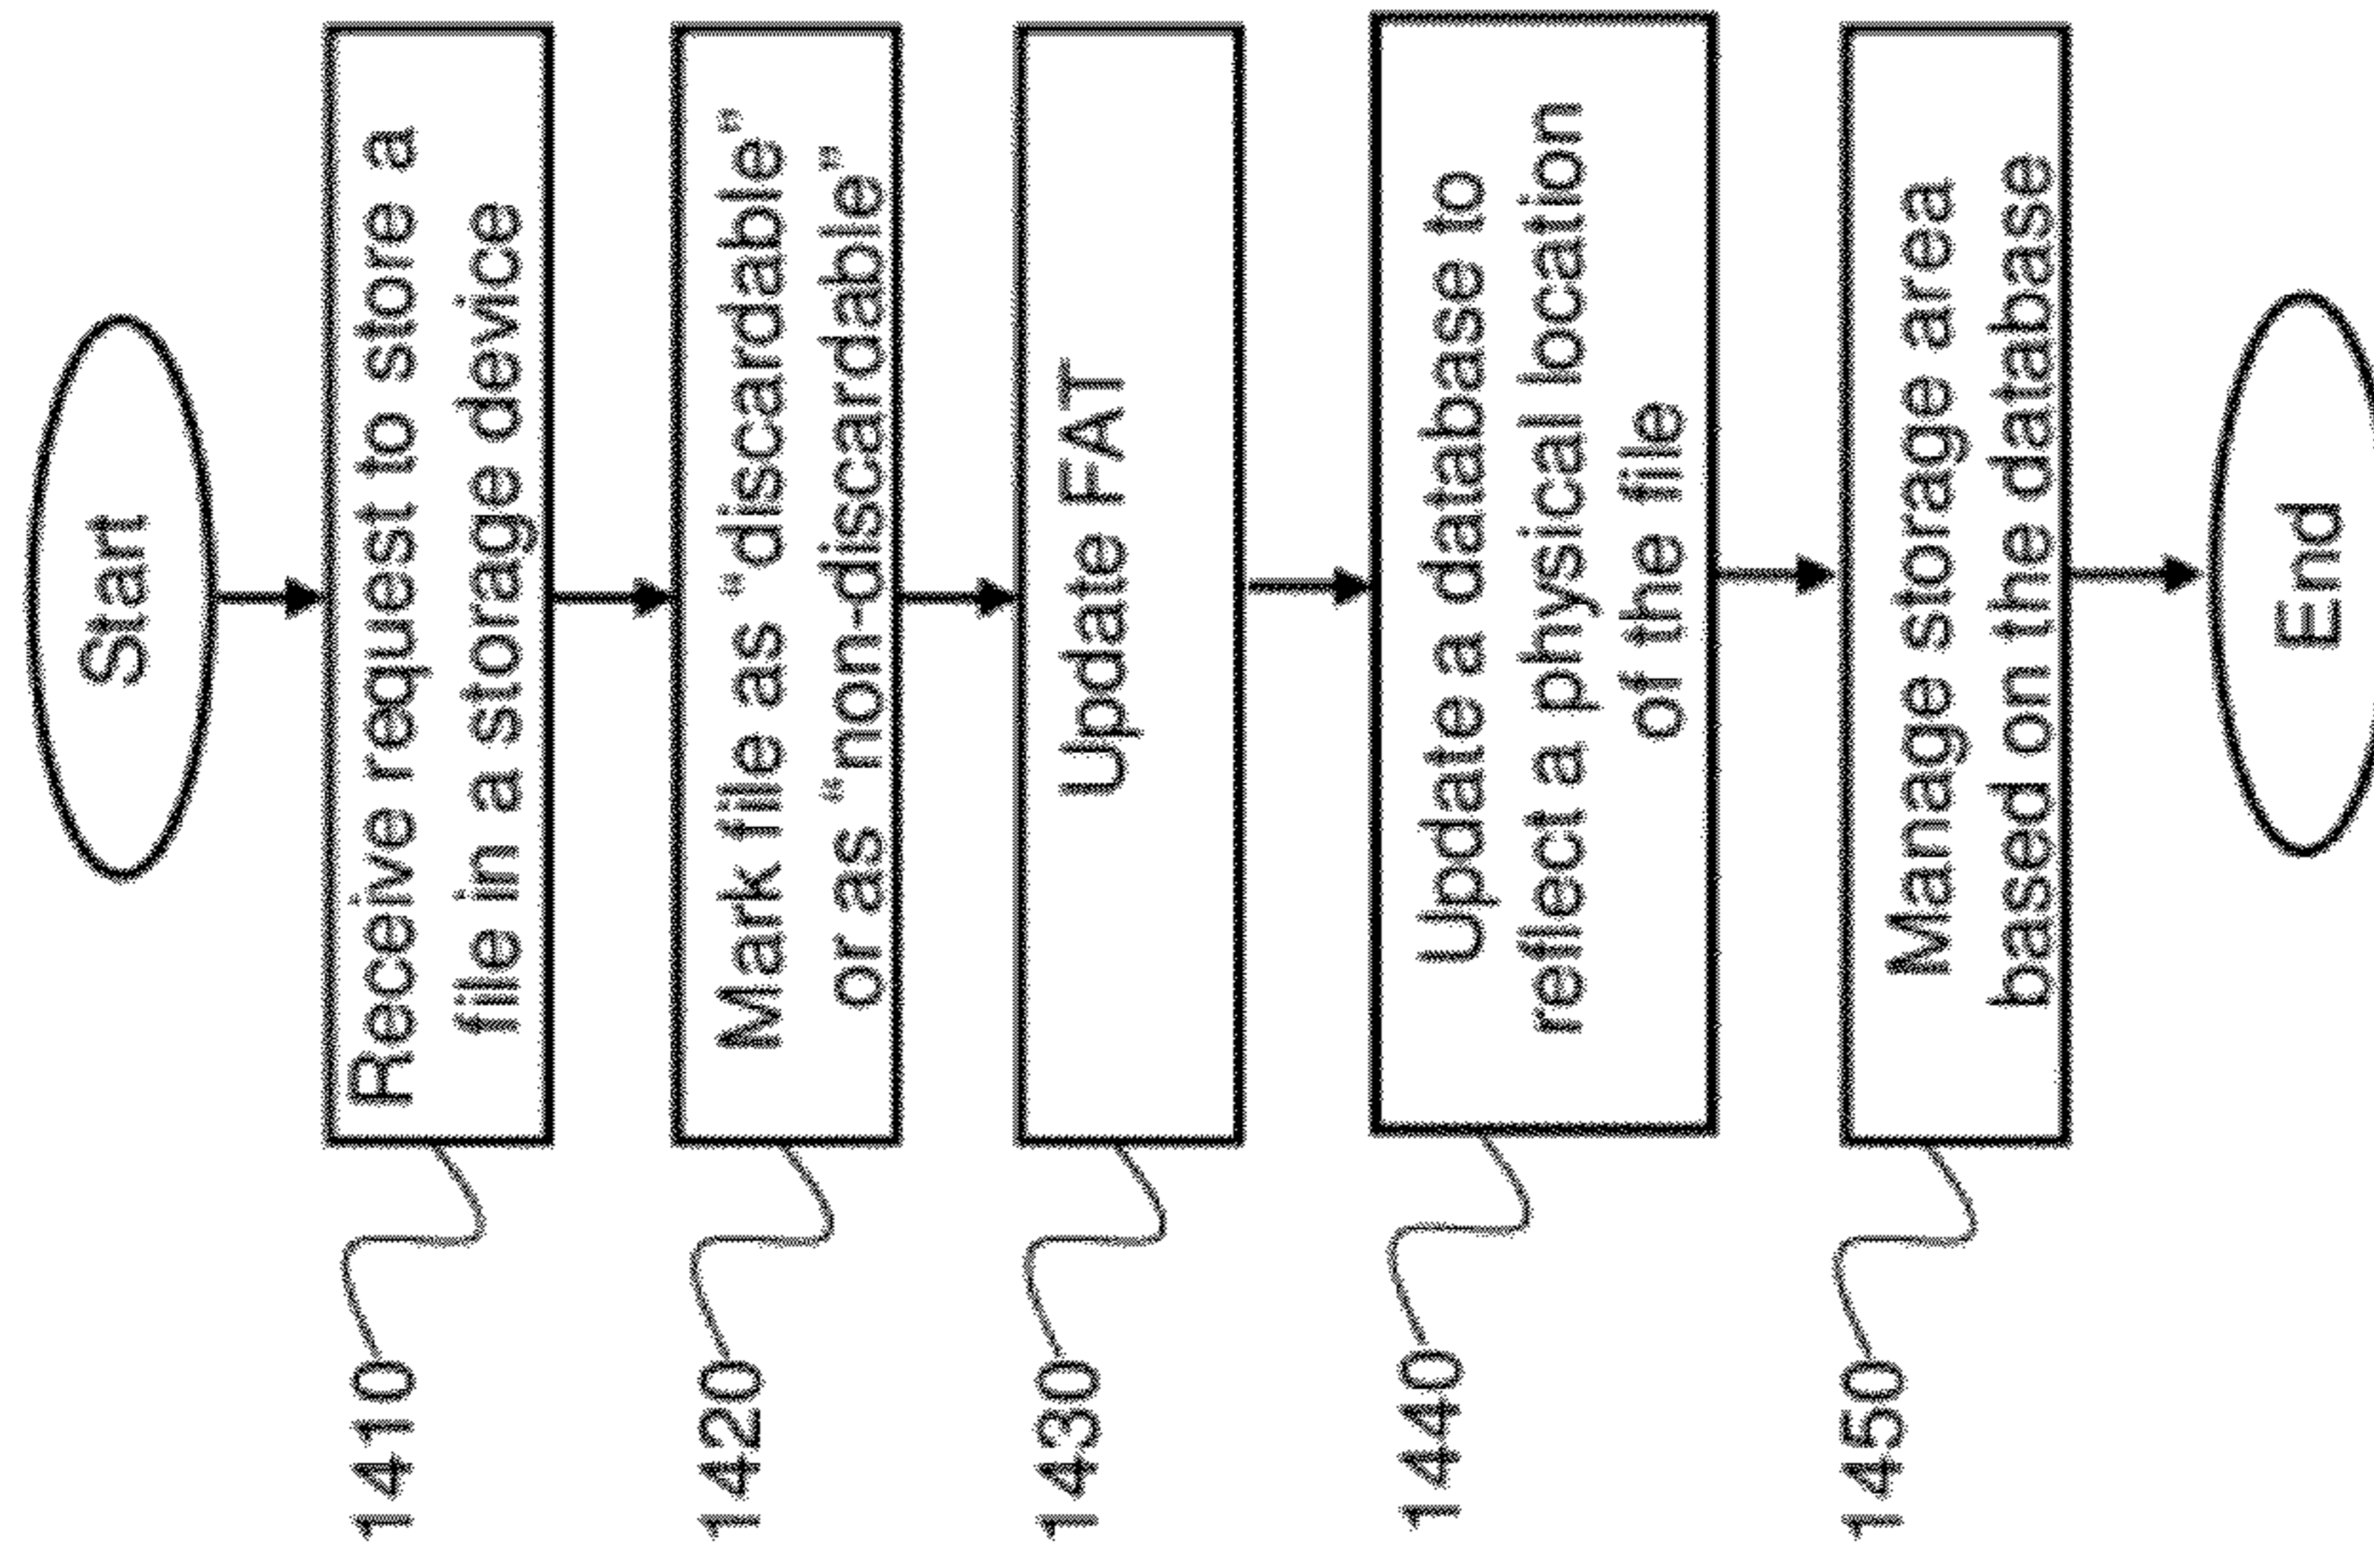 Start
1410
Receive request to store a
file in a storage device
1420
Mark file as “discardable”
or as “non-discardable”
1430
Update FAT
1440
Update a database to
reflect a physical location
of the file
1450
Manage storage area
based on the database
End